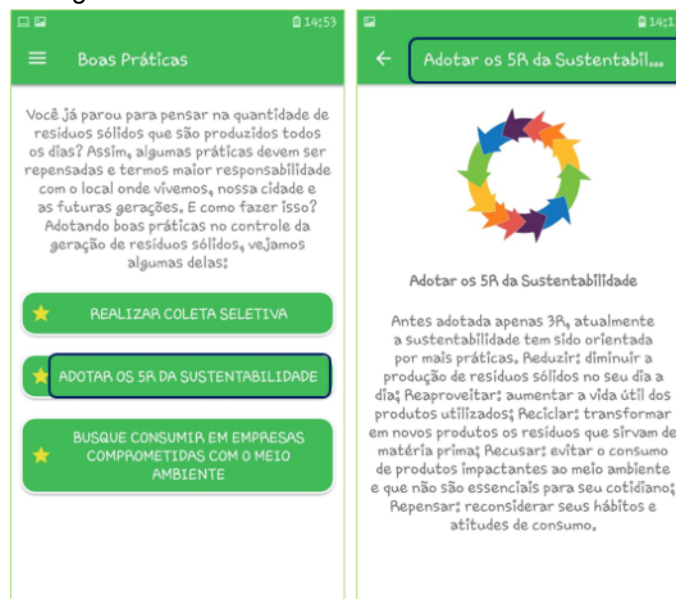 14:53
Boas Práticas
Você já parou para pensar na quantidade de
resíduos sólidos que são produzidos todos
os dias? Assim, algumas práticas devem ser
repensadas e termos maior responsabilidade
com o local onde vivemos, nossa cidade e
as futuras gerações. E como fazer isso?
Adotando boas práticas no controle da
geração de resíduos sólidos, vejamos
algumas delas:
REALIZAR COLETA SELETIVA
ADOTAR OS 5R DA SUSTENTABILIDADE
BUSQUE CONSUMIR EM EMPRESAS
COMPROMETIDAS COM O MEIO
AMBIENTE
Adotar os 5R da Sustentabil...
Adotar os 5R da Sustentabilidade
Antes adotada apenas 3R, atualmente
a sustentabilidade tem sido orientada
por mais práticas. Reduzir: diminuir a
produção de resíduos sólidos no seu dia a
dia; Reaproveitar: aumentar a vida útil dos
produtos utilizados; Reciclar: transformar
em novos produtos os resíduos que sirvam de
matéria prima; Recusar: evitar o consumo
de produtos impactantes ao meio ambiente
e que não são essenciais para seu cotidiano;
Repensar: reconsiderar seus hábitos e
atitudes de consumo.